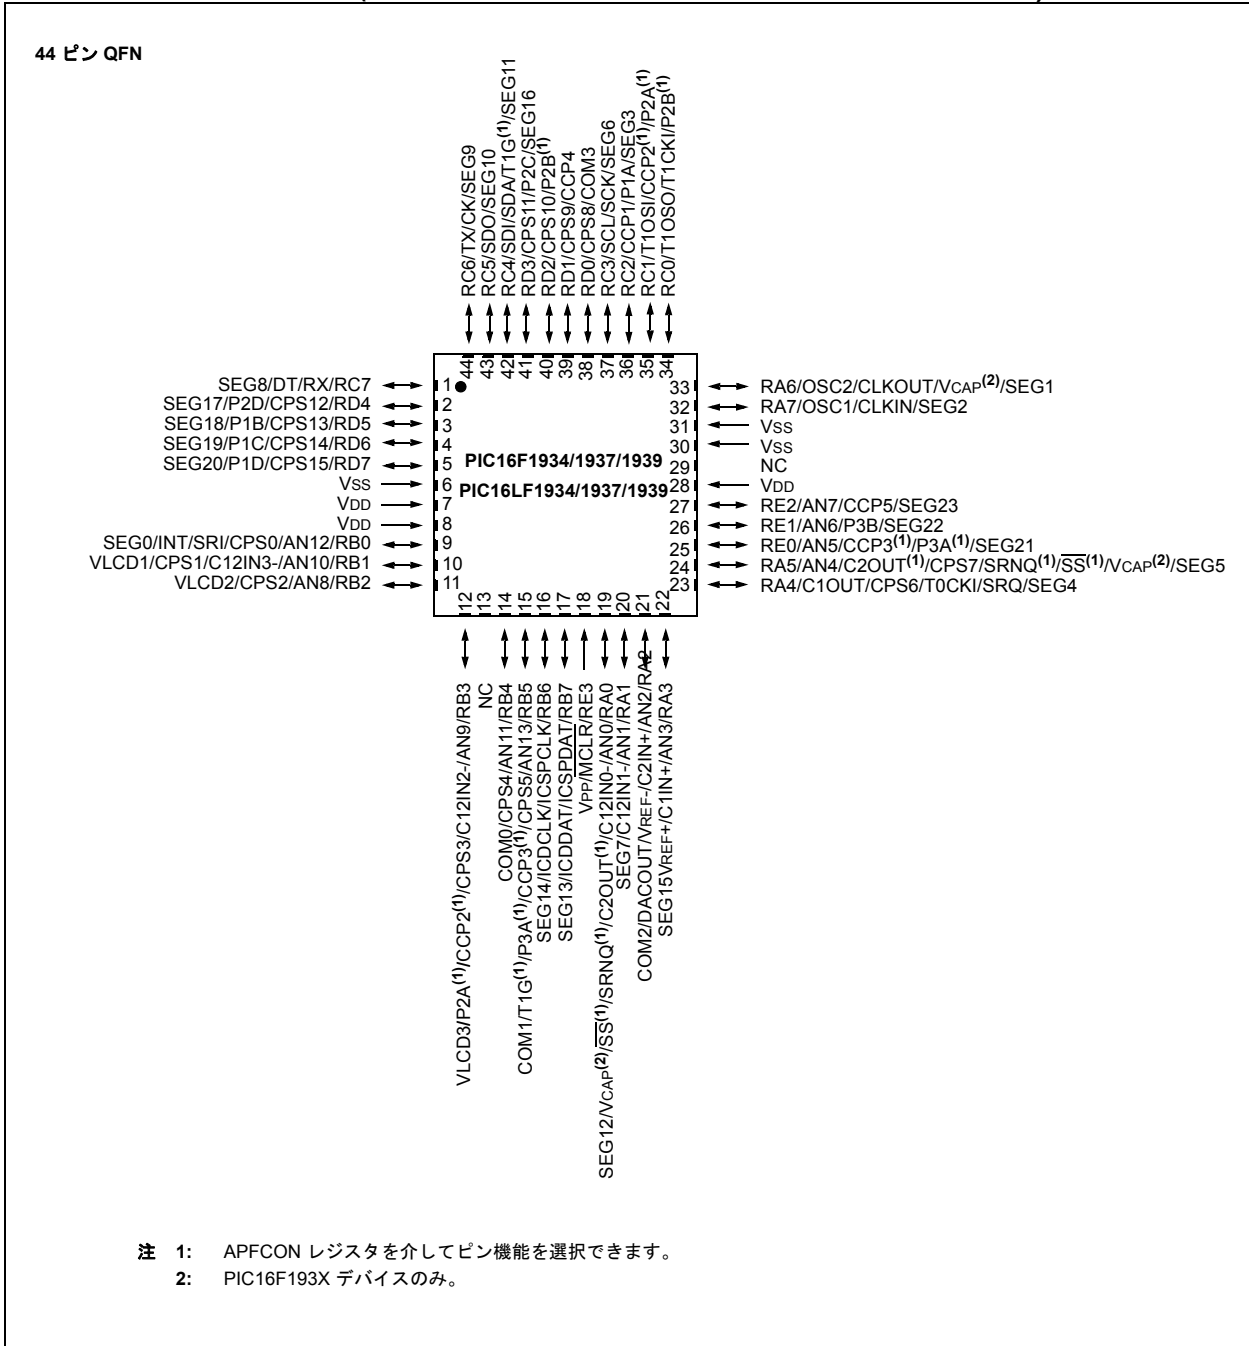 44 ピン QFN
RC6/TX/CK/SEG9
RC5/SDO/SEG10
RC4/SDI/SDA/T1G(1)/SEG11
RD3/CPS11/P2C/SEG16
RD2/CPS10/P2B(1)
RD1/CPS9/CCP4
RD0/CPS8/COM3
RC3/SCL/SCK/SEG6
RC2/CCP1/P1A/SEG3
RC1/T1OSI/CCP2(1)/P2A(1)
RC0/T1OSO/T1CKI/P2B(1)
44 43 42 41 40 39 38 37 36 35 34
SEG8/DT/RX/RC7 1
SEG17/P2D/CPS12/RD4 2
SEG18/P1B/CPS13/RD5 3
SEG19/P1C/CPS14/RD6 4
SEG20/P1D/CPS15/RD7 5
VSS 6
VDD 7
VDD 8
SEG0/INT/SRI/CPS0/AN12/RB0 9
VLCD1/CPS1/C12IN3-/AN10/RB1 10
VLCD2/CPS2/AN8/RB2 11
PIC16F1934/1937/1939
PIC16LF1934/1937/1939
33 RA6/OSC2/CLKOUT/VCAP(2)/SEG1
32 RA7/OSC1/CLKIN/SEG2
31 VSS
30 VSS
29 NC
28 VDD
27 RE2/AN7/CCP5/SEG23
26 RE1/AN6/P3B/SEG22
25 RE0/AN5/CCP3(1)/P3A(1)/SEG21
24 RA5/AN4/C2OUT(1)/CPS7/SRNQ(1)/SS(1)/VCAP(2)/SEG5
23 RA4/C1OUT/CPS6/T0CKI/SRQ/SEG4
12 13 14 15 16 17 18 19 20 21 22
VLCD3/P2A(1)/CCP2(1)/CPS3/C12IN2-/AN9/RB3
NC
COM0/CPS4/AN11/RB4
COM1/T1G(1)/P3A(1)/CCP3(1)/CPS5/AN13/RB5
SEG14/ICDCLK/ICSPCLK/RB6
SEG13/ICDDAT/ICSPDAT/RB7
VPP/MCLR/RE3
SEG12/VCAP(2)/SS(1)/SRNQ(1)/C2OUT(1)/C12IN0-/AN0/RA0
SEG7/C12IN1-/AN1/RA1
COM2/DACOUT/VREF-/C2IN+/AN2/RA2
SEG15VREF+/C1IN+/AN3/RA3
注 1: APFCON レジスタを介してピン機能を選択できます。
2: PIC16F193X デバイスのみ。